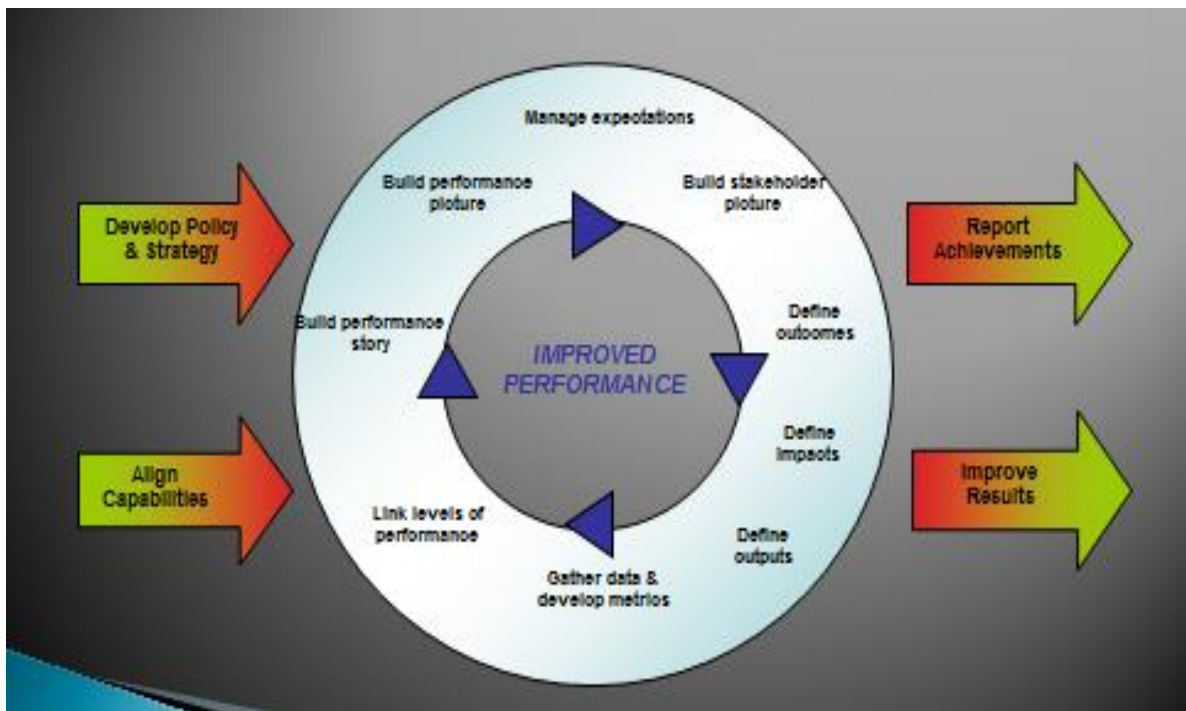 Manage expectations
Build performance
picture
Build stakeholder
picture
Develop Policy
& Strategy
Report
Achievements
Build performance
story
Define
outcomes
IMPROVED
PERFORMANCE
Define
impacts
Align
Capabilities
Improve
Results
Link levels of
performance
Define
outputs
Gather data &
develop metrics